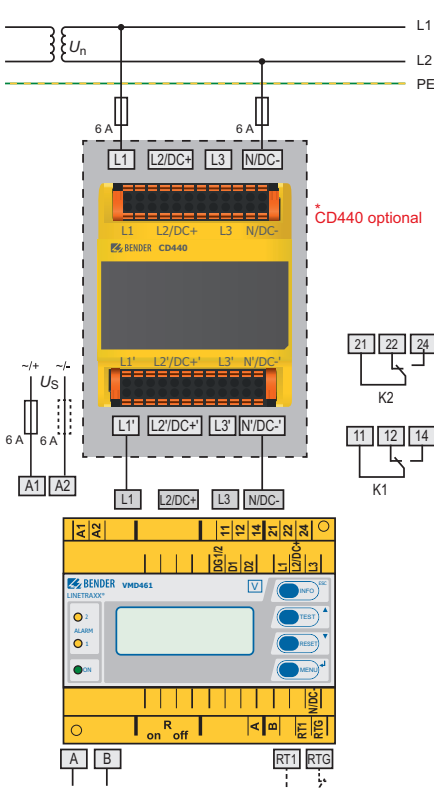 L1
Un
L2
PE
6 A 6 A
L1 L2/DC+ L3 N/DC-
*
CD440 optional
L1 L2/DC+ L3 N/DC-
BENDER CD440
21 22 24
K2
~/+ ~/-
US
L1' L2'/DC+' L3' N'/DC-'
L1' L2'/DC+' L3' N'/DC-'
11 12 14
K1
6 A 6 A
A1 A2
L1 L2/DC+ L3 N/DC-
A1 A2 11 12 14 21 22 24
DG1/2 D1 D2 L1 L2/DC+ L3
BENDER VMD461 V
LINETRAXX®
INFO ESC
2
TEST
ALARM
1
RESET
ON
MENU
N/DC-
R
on off
A B RT1 RTG
A B RT1 RTG